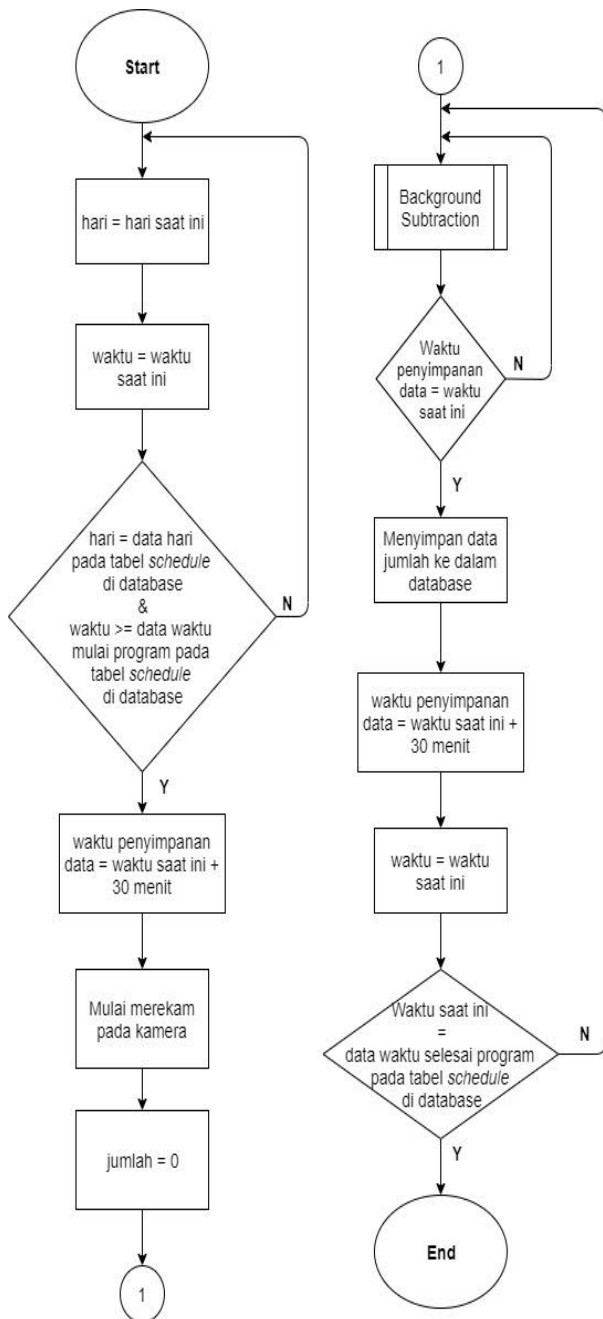 Start
hari = hari saat ini
waktu = waktu
saat ini
hari = data hari
pada tabel schedule
di database
&
waktu >= data waktu
mulai program pada
tabel schedule
di database
N
Y
waktu penyimpanan
data = waktu saat ini +
30 menit
Mulai merekam
pada kamera
jumlah = 0
1
1
Background
Subtraction
Waktu
penyimpanan
data = waktu
saat ini
N
Y
Menyimpan data
jumlah ke dalam
database
waktu penyimpanan
data = waktu saat ini +
30 menit
waktu = waktu
saat ini
Waktu saat ini
=
data waktu selesai program
pada tabel schedule
di database
N
Y
End